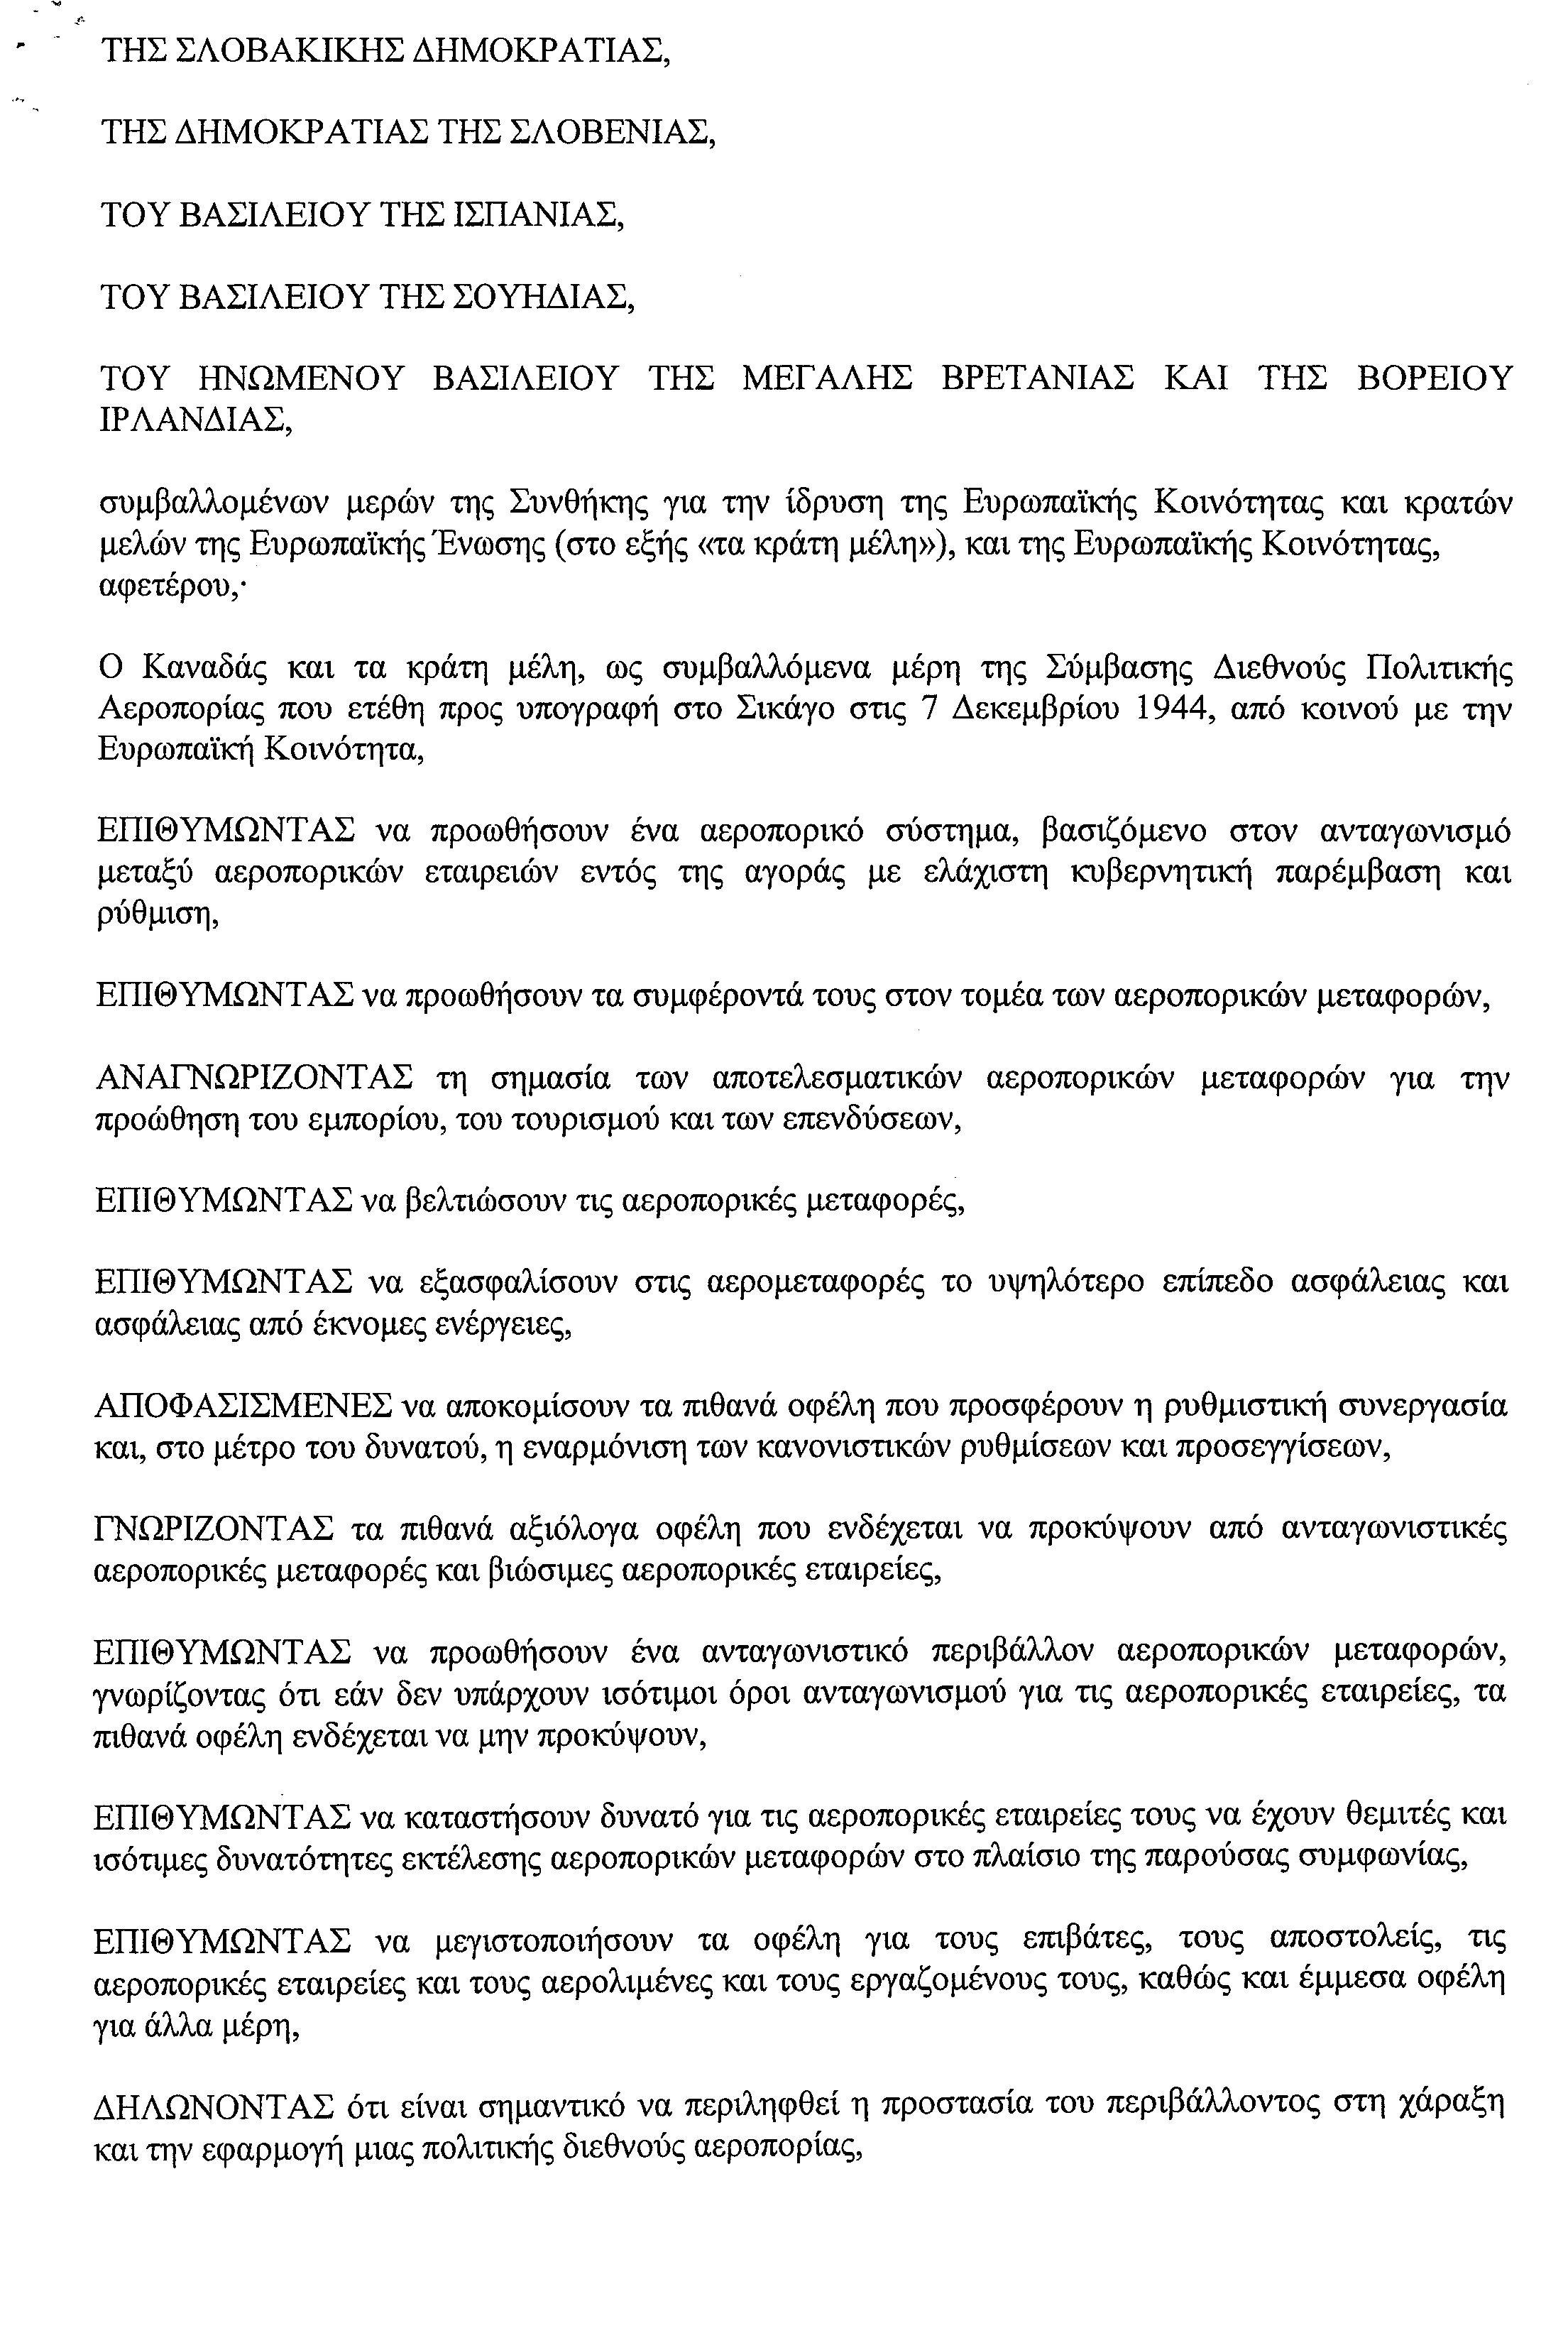 ΤΗΣ ΣΛΟΒΑΚΙΚΗΣ ΔΗΜΟΚΡΑΤΙΑΣ,
ΤΗΣ ΔΗΜΟΚΡΑΤΙΑΣ ΤΗΣ ΣΛΟΒΕΝΙΑΣ,
ΤΟΥ ΒΑΣΙΛΕΙΟΥ ΤΗΣ ΙΣΠΑΝΙΑΣ,
ΤΟΥ ΒΑΣΙΛΕΙΟΥ ΤΗΣ ΣΟΥΗΔΙΑΣ,
ΤΟΥ ΗΝΩΜΕΝΟΥ ΒΑΣΙΛΕΙΟΥ ΤΗΣ ΜΕΓΑΛΗΣ ΒΡΕΤΑΝΙΑΣ ΚΑΙ ΤΗΣ ΒΟΡΕΙΟΥ
ΙΡΛΑΝΔΙΑΣ,
συμβαλλομένων μερών της Συνθήκης για την ίδρυση της Ευρωπαϊκής Κοινότητας και κρατών
μελών της Ευρωπαϊκής Ένωσης (στο εξής «τα κράτη μέλη»), και της Ευρωπαϊκής Κοινότητας,
αφετέρου,·
Ο Καναδάς και τα κράτη μέλη, ως συμβαλλόμενα μέρη της Σύμβασης Διεθνούς Πολιτικής
Αεροπορίας που ετέθη προς υπογραφή στο Σικάγο στις 7 Δεκεμβρίου 1944, από κοινού με την
Ευρωπαϊκή Κοινότητα,
ΕΠΙΘΥΜΩΝΤΑΣ να προωθήσουν ένα αεροπορικό σύστημα, βασιζόμενο στον ανταγωνισμό
μεταξύ αεροπορικών εταιρειών εντός της αγοράς με ελάχιστη κυβερνητική παρέμβαση και
ρύθμιση,
ΕΠΙΘΥΜΩΝΤΑΣ να προωθήσουν τα συμφέροντά τους στον τομέα των αεροπορικών μεταφορών,
ΑΝΑΓΝΩΡΙΖΟΝΤΑΣ τη σημασία των αποτελεσματικών αεροπορικών μεταφορών για την
προώθηση του εμπορίου, του τουρισμού και των επενδύσεων,
ΕΠΙΘΥΜΩΝΤΑΣ να βελτιώσουν τις αεροπορικές μεταφορές,
ΕΠΙΘΥΜΩΝΤΑΣ να εξασφαλίσουν στις αερομεταφορές το υψηλότερο επίπεδο ασφάλειας και
ασφάλειας από έκνομες ενέργειες,
ΑΠΟΦΑΣΙΣΜΕΝΕΣ να αποκομίσουν τα πιθανά οφέλη που προσφέρουν η ρυθμιστική συνεργασία
και, στο μέτρο του δυνατού, η εναρμόνιση των κανονιστικών ρυθμίσεων και προσεγγίσεων,
ΓΝΩΡΙΖΟΝΤΑΣ τα πιθανά αξιόλογα οφέλη που ενδέχεται να προκύψουν από ανταγωνιστικές
αεροπορικές μεταφορές και βιώσιμες αεροπορικές εταιρείες,
ΕΠΙΘΥΜΩΝΤΑΣ να προωθήσουν ένα ανταγωνιστικό περιβάλλον αεροπορικών μεταφορών,
γνωρίζοντας ότι εάν δεν υπάρχουν ισότιμοι όροι ανταγωνισμού για τις αεροπορικές εταιρείες, τα
πιθανά οφέλη ενδέχεται να μην προκύψουν,
ΕΠΙΘΥΜΩΝΤΑΣ να καταστήσουν δυνατό για τις αεροπορικές εταιρείες τους να έχουν θεμιτές και
ισότιμες δυνατότητες εκτέλεσης αεροπορικών μεταφορών στο πλαίσιο της παρούσας συμφωνίας,
ΕΠΙΘΥΜΩΝΤΑΣ να μεγιστοποιήσουν τα οφέλη για τους επιβάτες, τους αποστολείς, τις
αεροπορικές εταιρείες και τους αερολιμένες και τους εργαζομένους τους, καθώς και έμμεσα οφέλη
για άλλα μέρη,
ΔΗΛΩΝΟΝΤΑΣ ότι είναι σημαντικό να περιληφθεί η προστασία του περιβάλλοντος στη χάραξη
και την εφαρμογή μιας πολιτικής διεθνούς αεροπορίας,